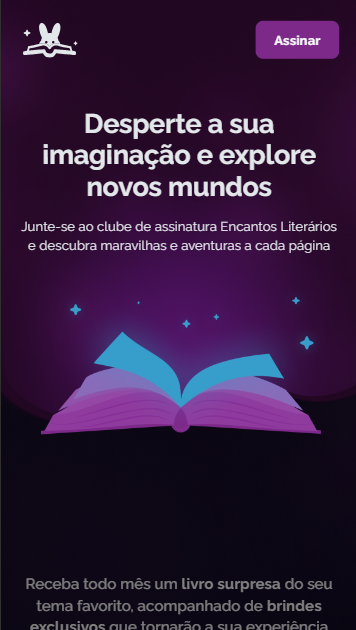 Assinar
Desperte a sua
imaginação e explore
novos mundos
Junte-se ao clube de assinatura Encantos Literários
e descubra maravilhas e aventuras a cada página
Receba todo mês um livro surpresa do seu
tema favorito, acompanhado de brindes
exclusivos que tornarão a sua experiência